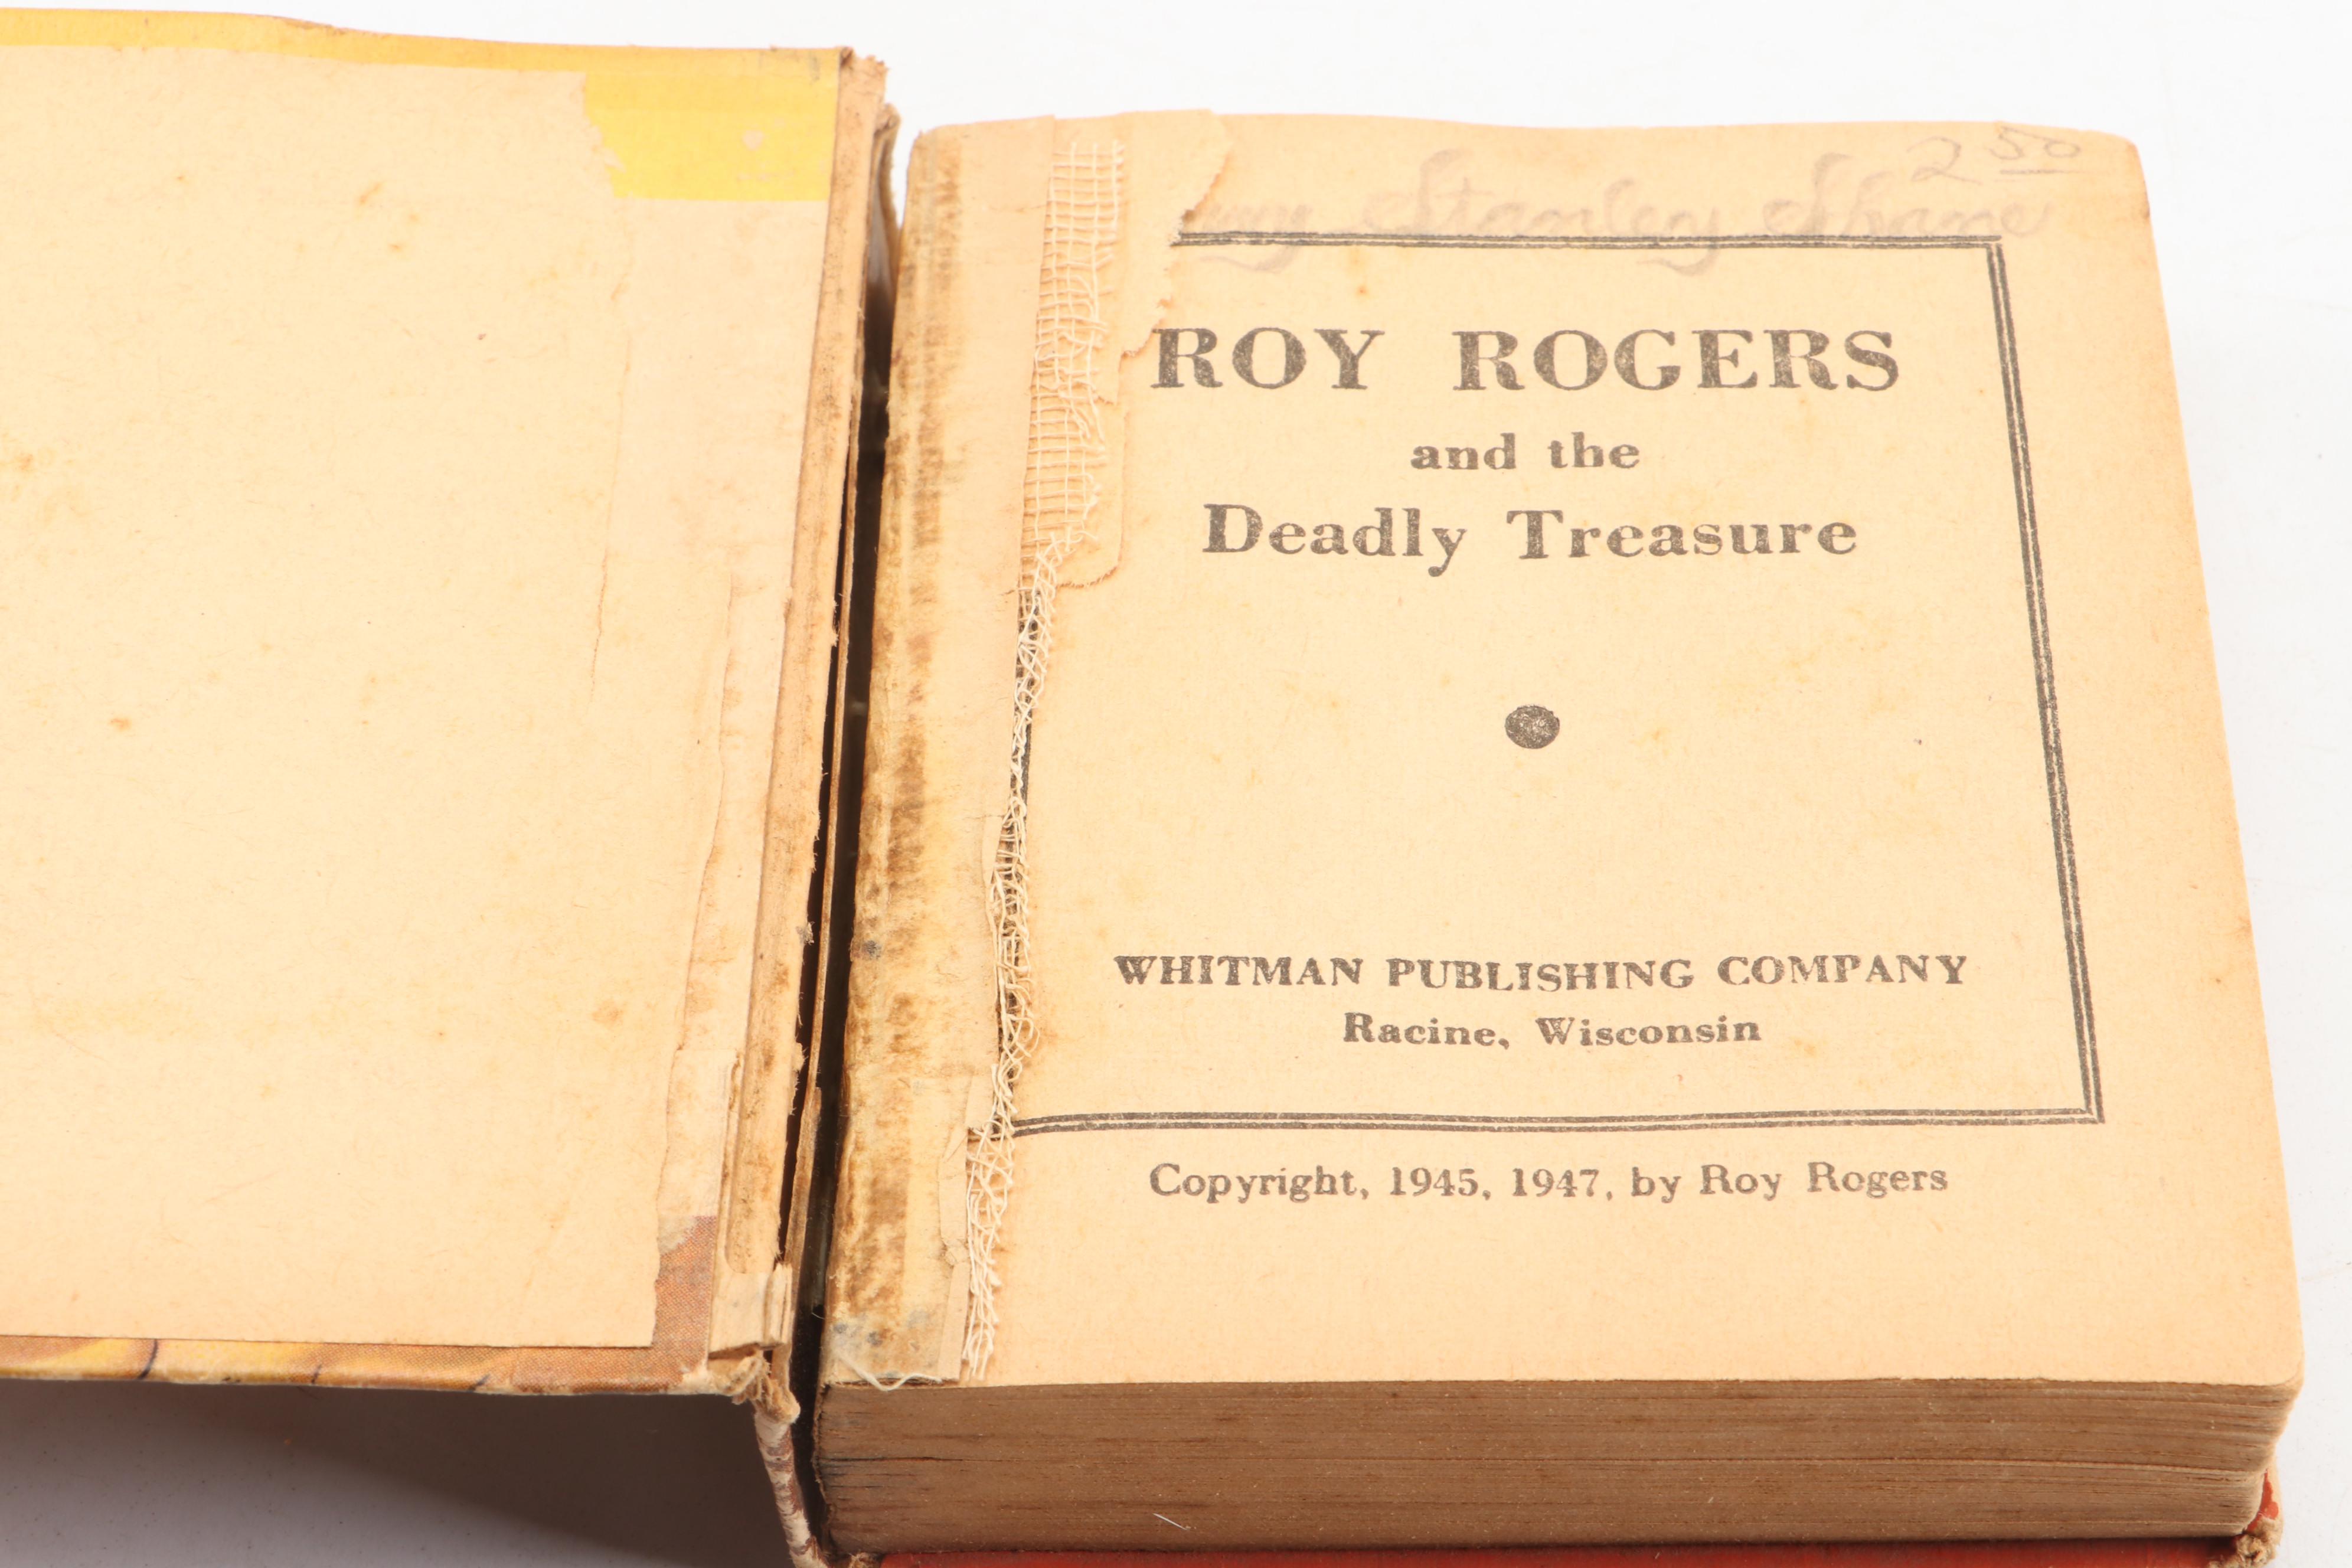 2 50
Stanley Shane
ROY ROGERS
and the
Deadly Treasure
WHITMAN PUBLISHING COMPANY
Racine, Wisconsin
Copyright, 1945, 1947, by Roy Rogers